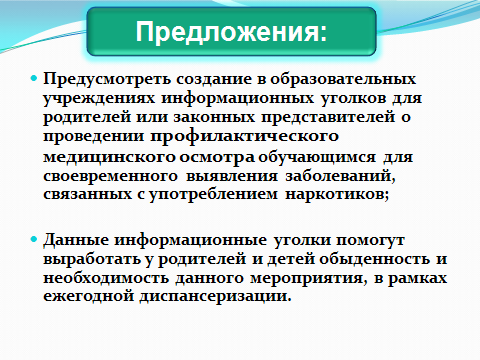 Предложения:
Предусмотреть создание в образовательных
учреждениях информационных уголков для
родителей или законных представителей о
проведении профилактического
медицинского осмотра обучающимся для
своевременного выявления заболеваний,
связанных с употреблением наркотиков;
Данные информационные уголки помогут
выработать у родителей и детей обыденность и
необходимость данного мероприятия, в рамках
ежегодной диспансеризации.